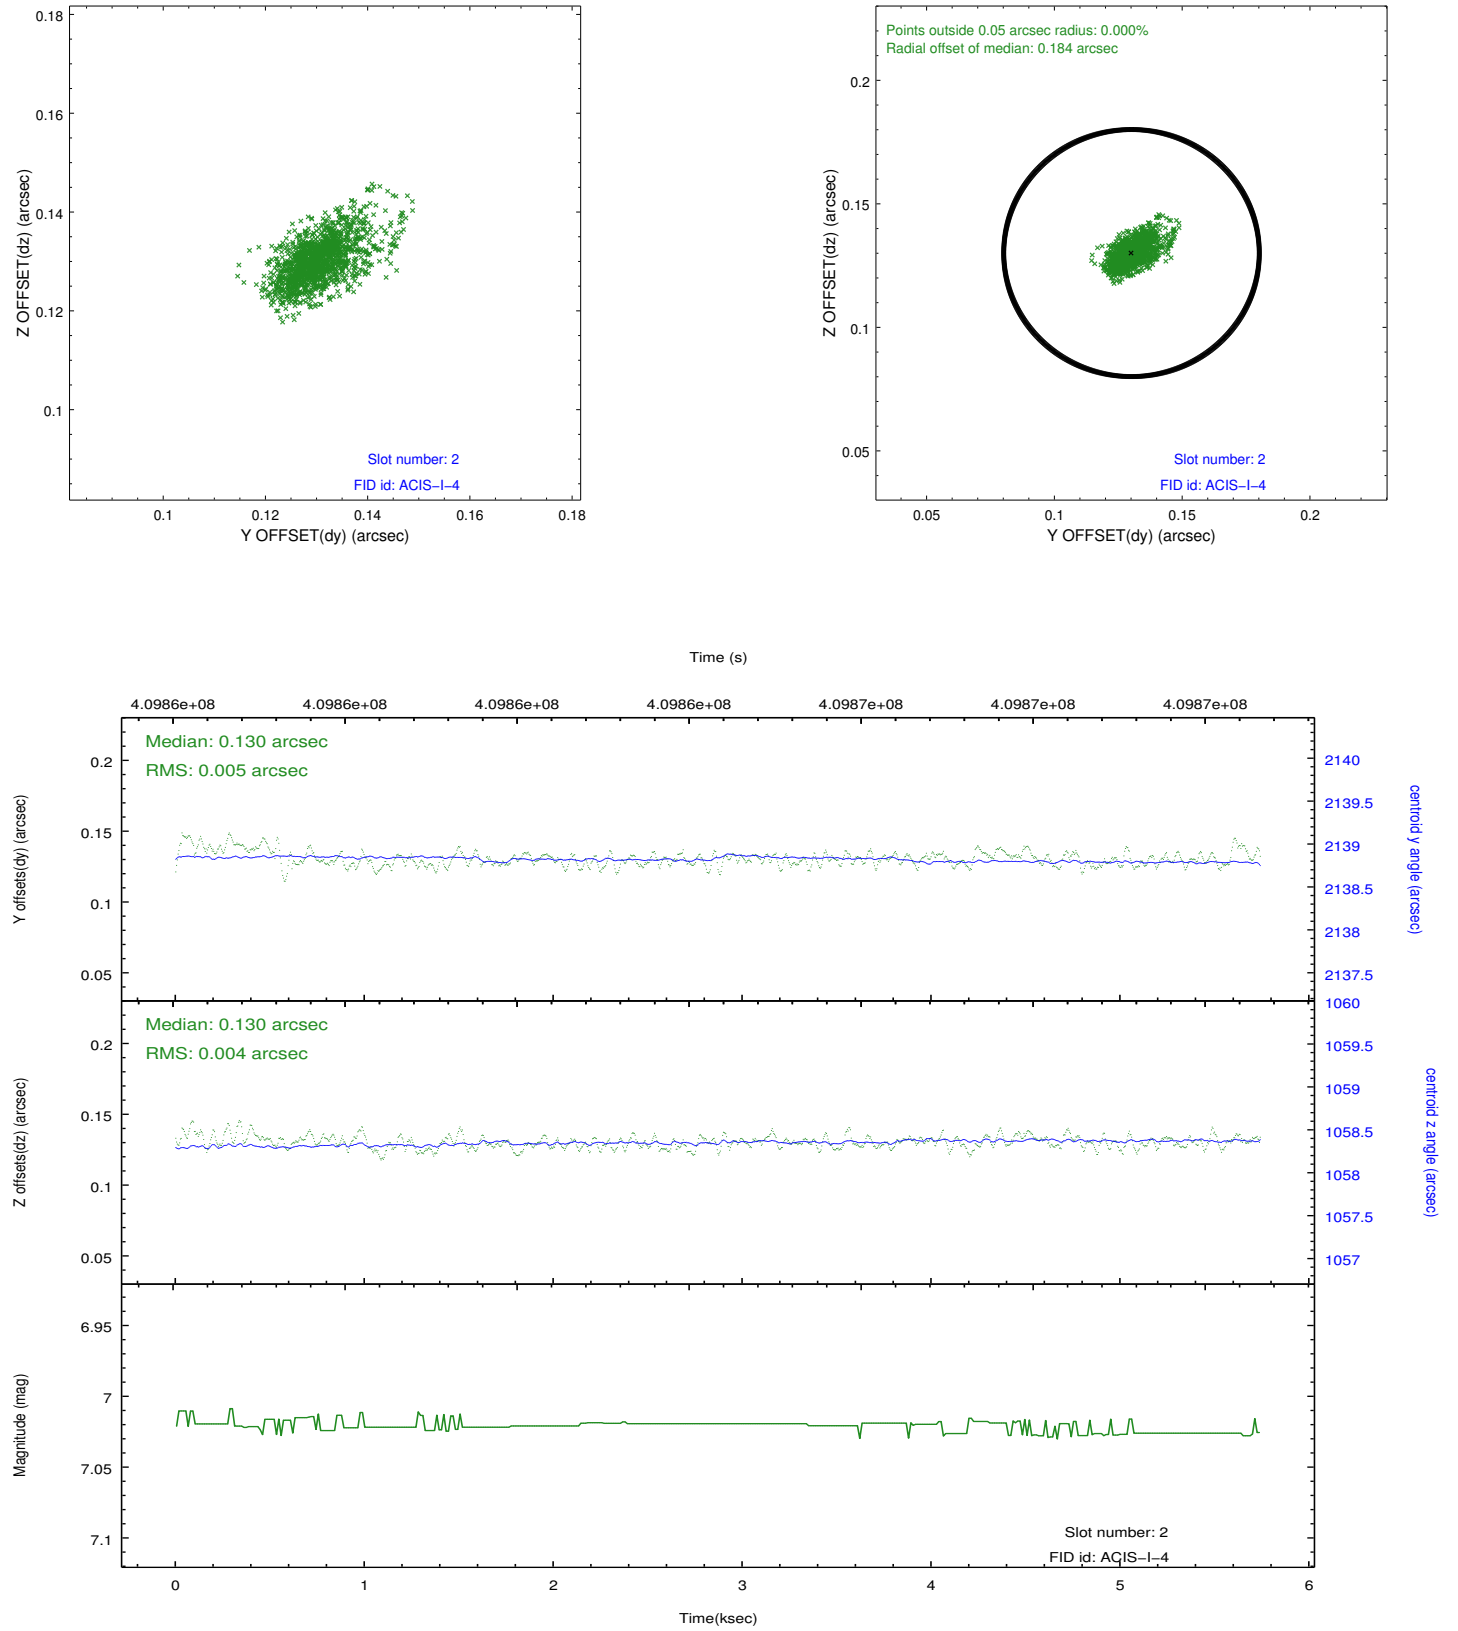 0.18
0.16
0.14
0.12
0.1
Z OFFSET(dz) (arcsec)
Slot number: 2
FID id: ACIS−I−4
0.1 0.12 0.14 0.16 0.18
Y OFFSET(dy) (arcsec)
Points outside 0.05 arcsec radius: 0.000%
Radial offset of median: 0.184 arcsec
0.2
0.15
0.1
0.05
Z OFFSET(dz) (arcsec)
Slot number: 2
FID id: ACIS−I−4
0.05 0.1 0.15 0.2
Y OFFSET(dy) (arcsec)
Time (s)
4.0986e+08 4.0986e+08 4.0986e+08 4.0986e+08 4.0987e+08 4.0987e+08 4.0987e+08
Median: 0.130 arcsec
RMS: 0.005 arcsec
0.2
0.15
0.1
0.05
Y offsets(dy) (arcsec)
2140
2139.5
2139
2138.5
2138
2137.5
centroid y angle (arcsec)
Median: 0.130 arcsec
RMS: 0.004 arcsec
0.2
0.15
0.1
0.05
Z offsets(dz) (arcsec)
1060
1059.5
1059
1058.5
1058
1057.5
1057
centroid z angle (arcsec)
6.95
7
7.05
7.1
Magnitude (mag)
Slot number: 2
FID id: ACIS−I−4
0 1 2 3 4 5 6
Time(ksec)